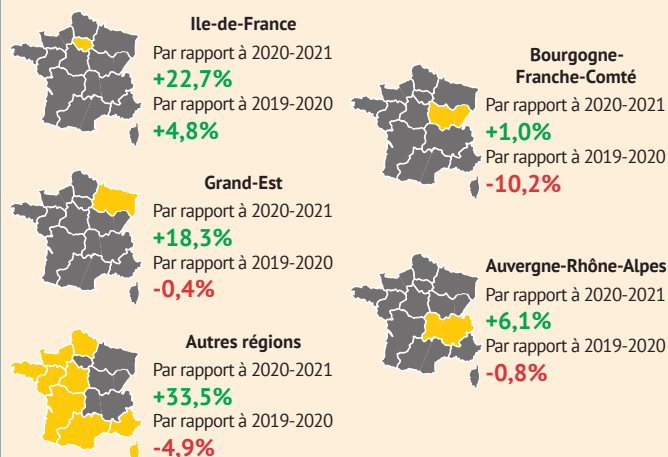 Ile-de-France
Par rapport à 2020-2021
+22,7%
Par rapport à 2019-2020
+4,8%
Grand-Est
Par rapport à 2020-2021
+18,3%
Par rapport à 2019-2020
-0,4%
Autres régions
Par rapport à 2020-2021
+33,5%
Par rapport à 2019-2020
-4,9%
Bourgogne-
Franche-Comté
Par rapport à 2020-2021
+1,0%
Par rapport à 2019-2020
-10,2%
Auvergne-Rhône-Alpes
Par rapport à 2020-2021
+6,1%
Par rapport à 2019-2020
-0,8%